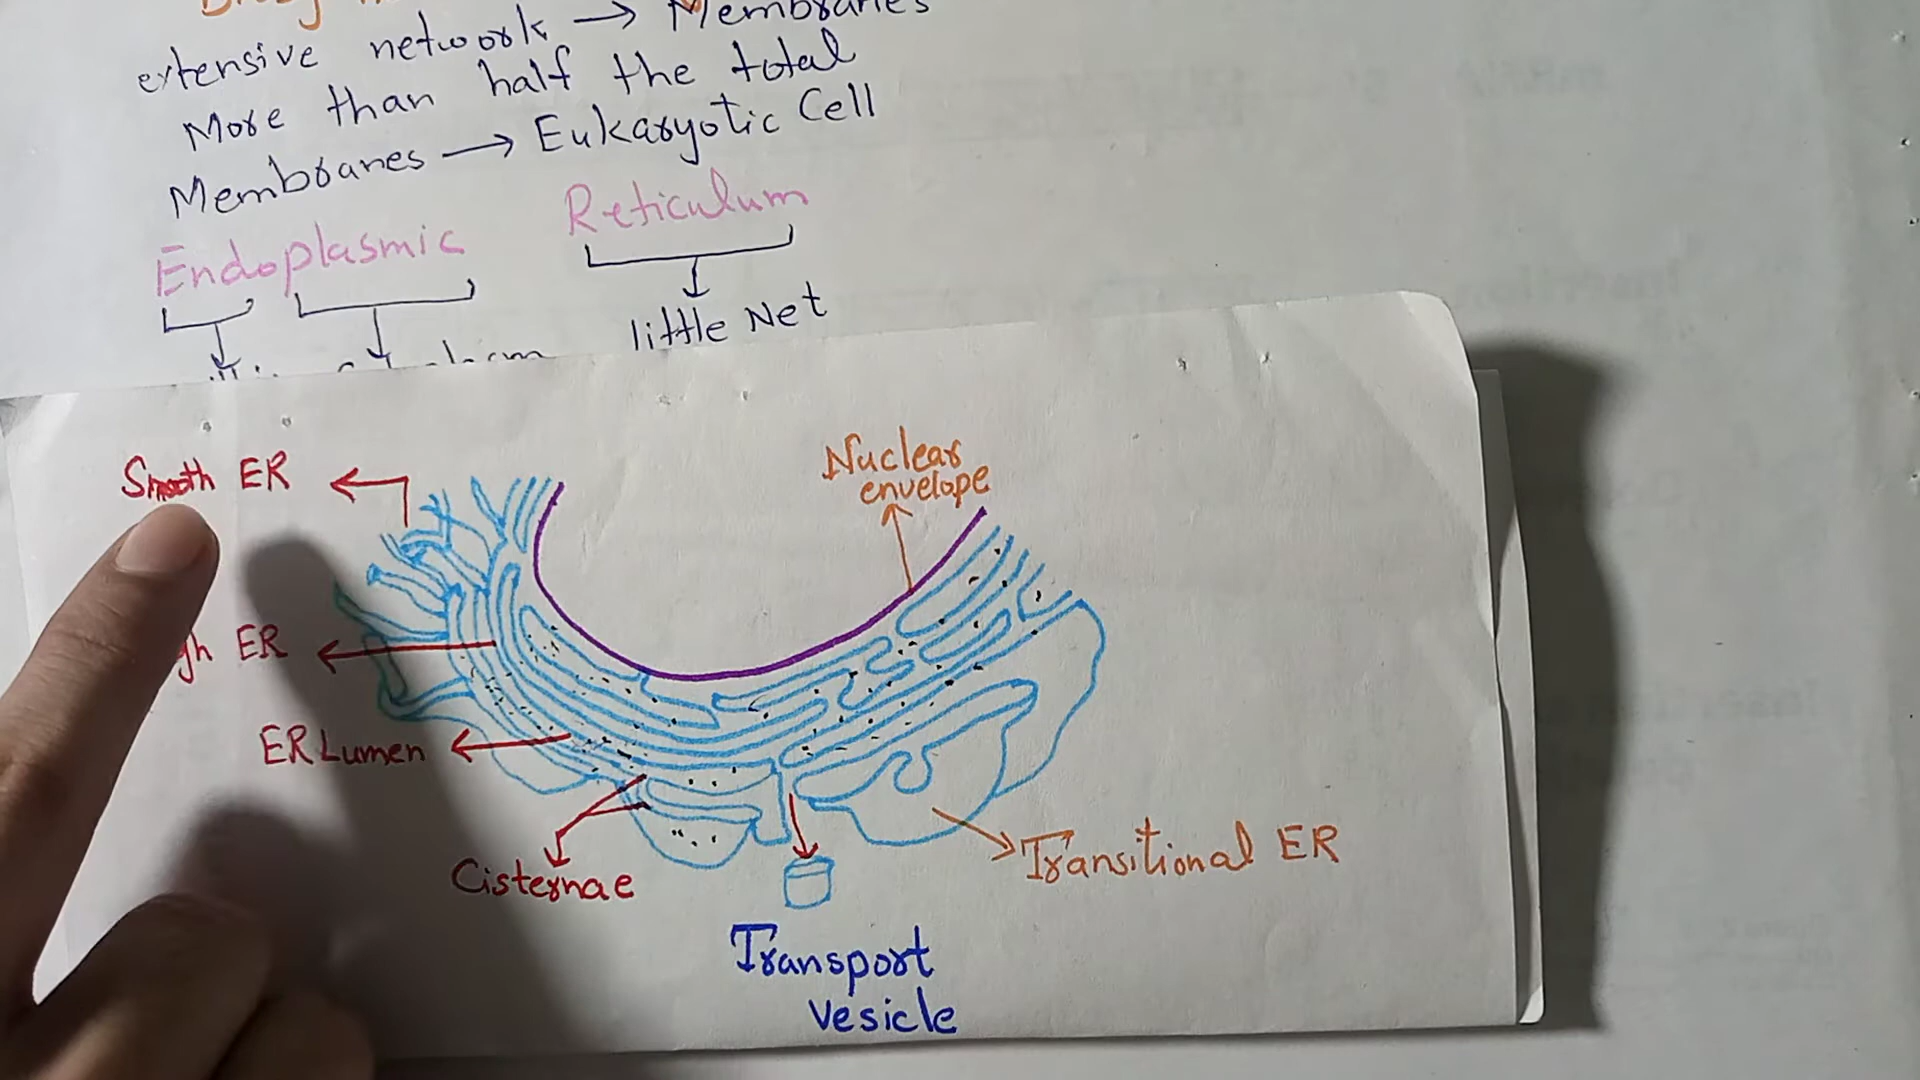 extensive network → Membranes
More than half the total
Membranes → Eukaryotic Cell
Endoplasmic Reticulum
little Net
Smooth ER
Nuclear
envelope
ER
ER Lumen
Cisternae
Transitional ER
Transport
Vesicle